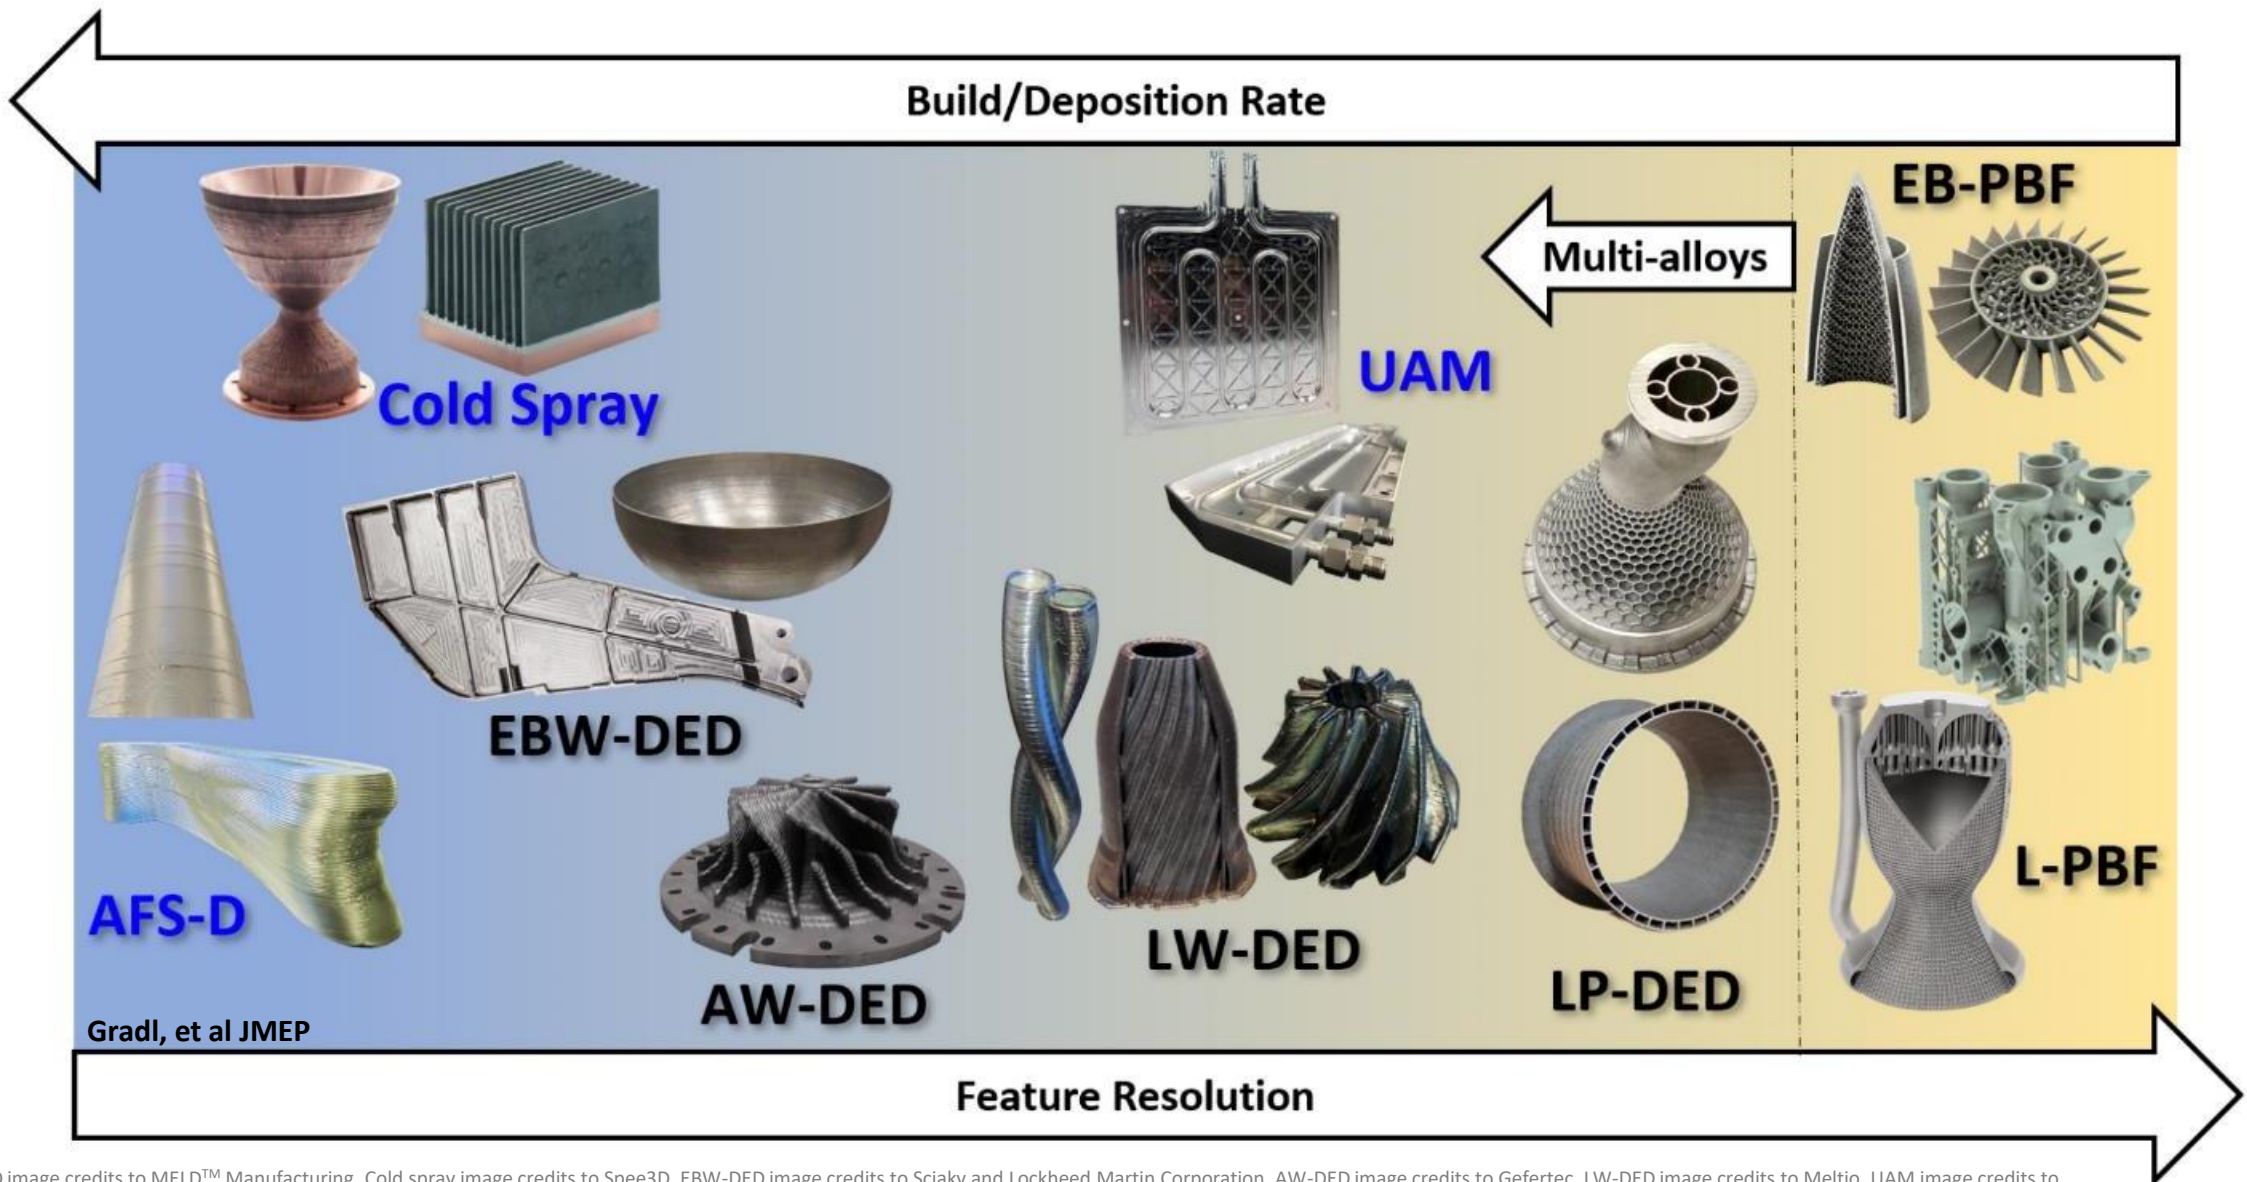 Build/Deposition Rate
EB-PBF
Multi-alloys
UAM
Cold Spray
EBW-DED
L-PBF
AFS-D
LW-DED
LP-DED
AW-DED
Gradl, et al JMEP
Feature Resolution
image credits to MELD™ Manufacturing, Cold spray image credits to Spee3D, EBW-DED image credits to Sciaky and Lockheed Martin Corporation, AW-DED image credits to Gefertec, LW-DED image credits to Meltio, UAM image credits to